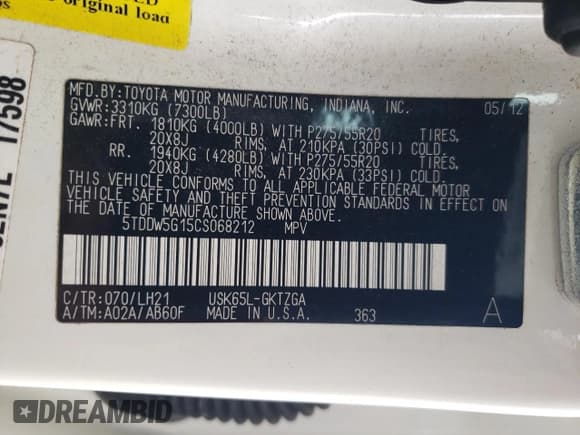 original load
17598
MFD.BY:TOYOTA MOTOR MANUFACTURING, INDIANA, INC. 05/12
GVWR:3310KG (7300LB)
GAWR:FRT. 1810KG (4000LB) WITH P275/55R20 TIRES,
20X8J RIMS, AT 210KPA (30PSI) COLD.
RR. 1940KG (4280LB) WITH P275/55R20 TIRES,
20X8J RIMS, AT 230KPA (33PSI) COLD.
THIS VEHICLE CONFORMS TO ALL APPLICABLE FEDERAL MOTOR
VEHICLE SAFETY AND THEFT PREVENTION STANDARDS IN EFFECT ON
THE DATE OF MANUFACTURE SHOWN ABOVE.
5TDDW5G15CS068212 MPV
C/TR:070/LH21 USK65L-GKTZGA
A/TM:A02A/AB60F MADE IN U.S.A. 363 A
DREAMBID